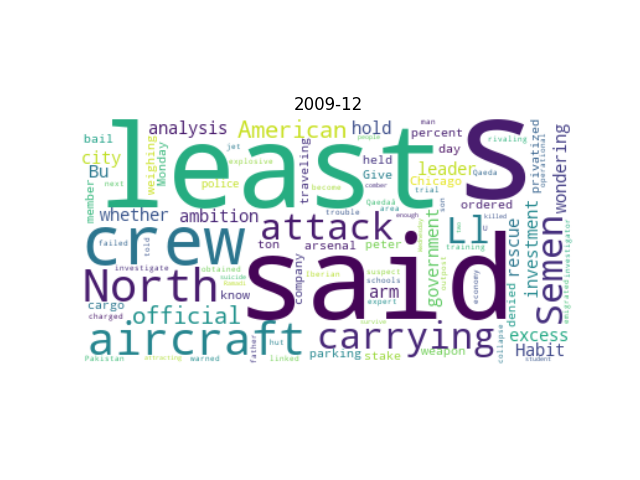 2009-12
least
S
said
crew
attack
North
aircraft
carrying
Ll
Semen
American
official
analysis
hold
city
Bu
leader
arm
government
investment
rescue
excess
Habit
wondering
privatized
ambition
whether
bail
member
weighing
Monday
police
explosive
jet
traveling
held
Give
percent
day
man
Chicago
Qaeda
rivaling
operational
ordered
become
trouble
area
son
killed
trial
people
enough
training
failed
told
investigate
obtained
suicide
ton
arsenal
peter
company
Iberian
suspect
schools
expert
know
cargo
charged
parking
stake
weapon
outpost
economy
denied
collapse
emigrated
investigator
student
Pakistan
attracting
warned
father
hut
linked
survive
next